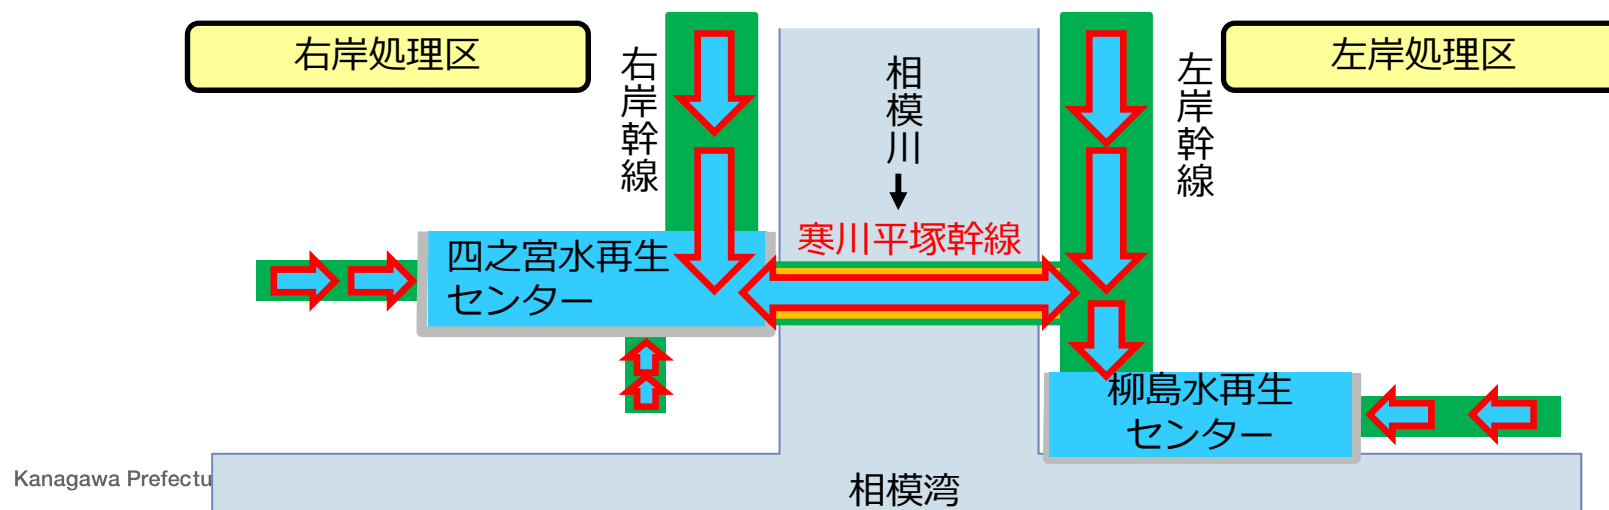 右岸処理区
右岸幹線
相模川
左岸幹線
左岸処理区
寒川平塚幹線
四之宮水再生
センター
柳島水再生
センター
Kanagawa Prefectu
相模湾